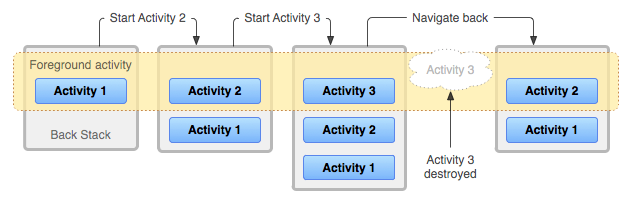 Start Activity 2
Start Activity 3
Navigate back
Foreground activity
Activity 1
Activity 2
Activity 3
Activity 3
Activity 2
Back Stack
Activity 1
Activity 2
Activity 1
Activity 1
Activity 3
destroyed